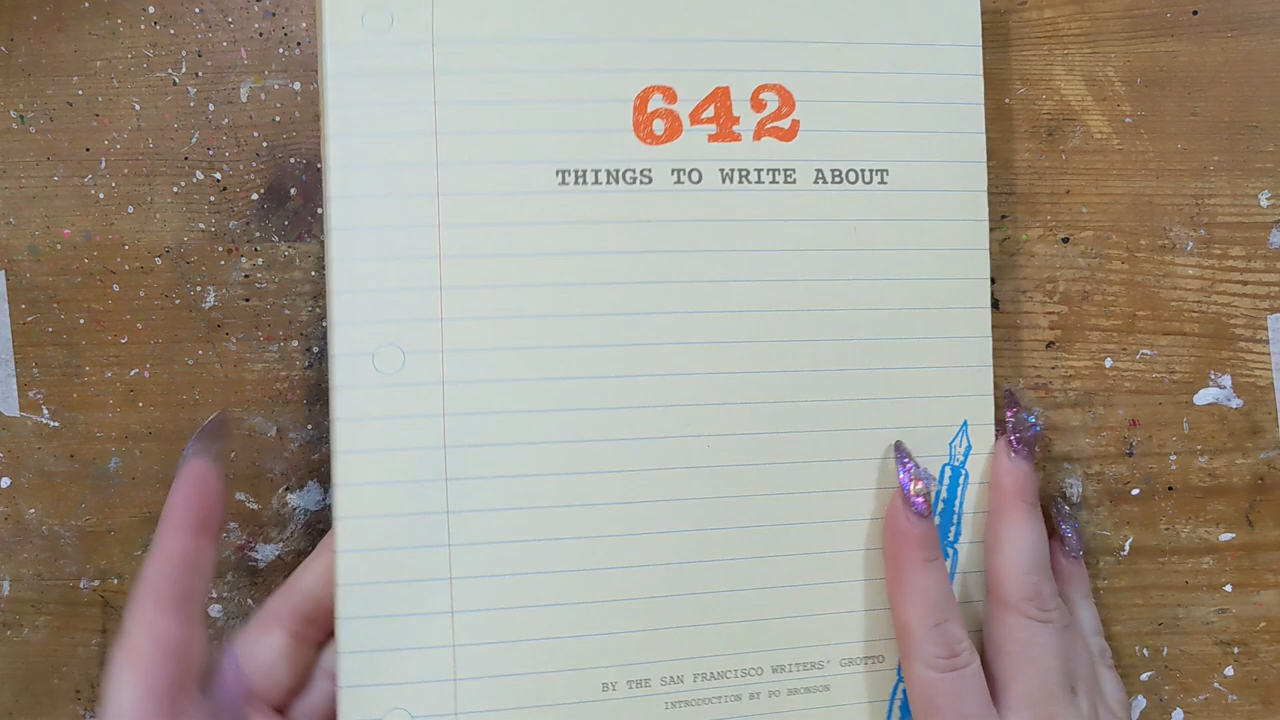 642
THINGS TO WRITE ABOUT
BY THE SAN FRANCISCO WRITERS' GROTTO
INTRODUCTION BY PO BRONSON